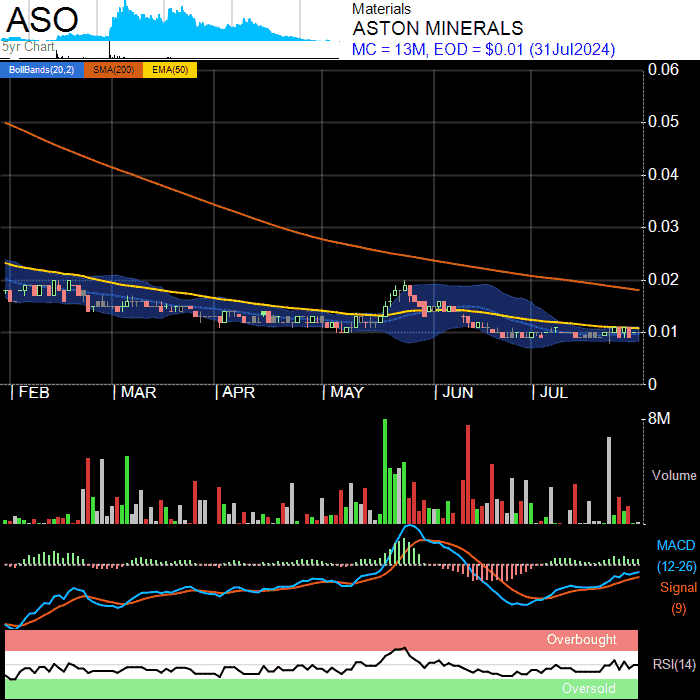 ASO
5yr Chart
Materials
ASTON MINERALS
MC = 13M, EOD = $0.01 (31Jul2024)
BollBands(20,2) SMA(200) EMA(50)
0.06
0.05
0.04
0.03
0.02
0.01
0
FEB MAR APR MAY JUN JUL
8M
Volume
MACD
(12-26)
Signal
(9)
Overbought
RSI(14)
Oversold